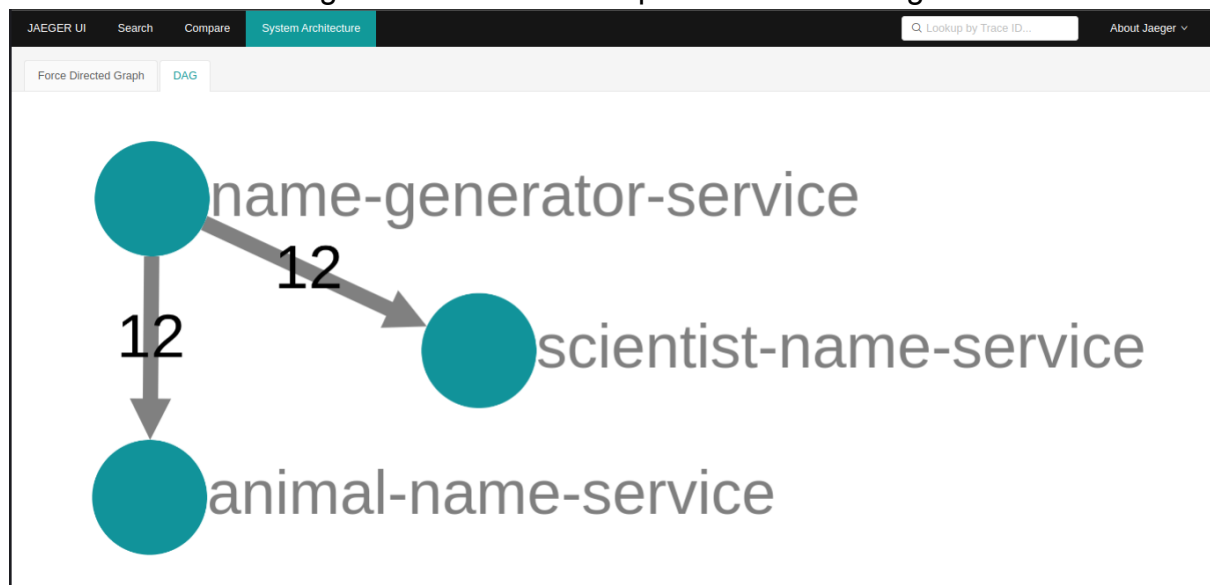 JAEGER UI Search Compare System Architecture Lookup by Trace ID... About Jaeger
Force Directed Graph DAG
name-generator-service
12
12
scientist-name-service
animal-name-service